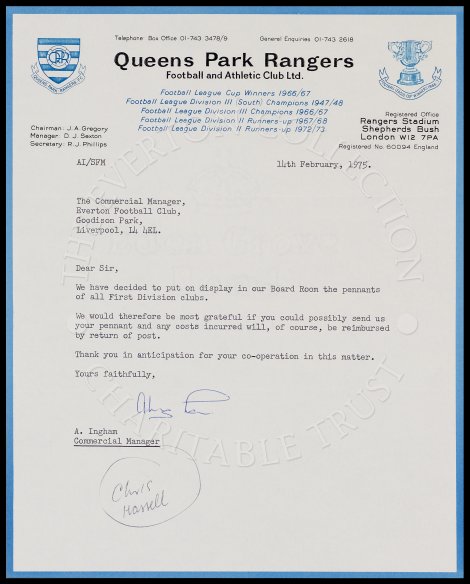 Telephone Box Office 01-743 3478/9 General Enquiries 01-743 2618
Queens Park Rangers
Football and Athletic Club Ltd.
QUEENS PARK RANGERS F.C.
Football League Cup Winners 1966/67
Football League Division III (South) Champions 1947/48
Football League Division III Champions 1966/67
Football League Division II Runners-up 1967/68
Football League Division II Runners-up 1972/73
Chairman: J. A. Gregory
Manager: D. J. Sexton
Secretary: R. J. Phillips
Registered Office
Rangers Stadium
Shepherds Bush
London W12 7PA
Registered No. 60094 England
AI/SFM 14th February, 1975.
The Commercial Manager,
Everton Football Club,
Goodison Park,
Liverpool, L4 4EL.
Dear Sir,
We have decided to put on display in our Board Room the pennants
of all First Division clubs.
We would therefore be most grateful if you could possibly send us
your pennant and any costs incurred will, of course, be reimbursed
by return of post.
Thank you in anticipation for your co-operation in this matter.
Yours faithfully,
A. Ingham
Commercial Manager
Chris
Hassell
THE EVERTON COLLECTION
CHARITABLE TRUST